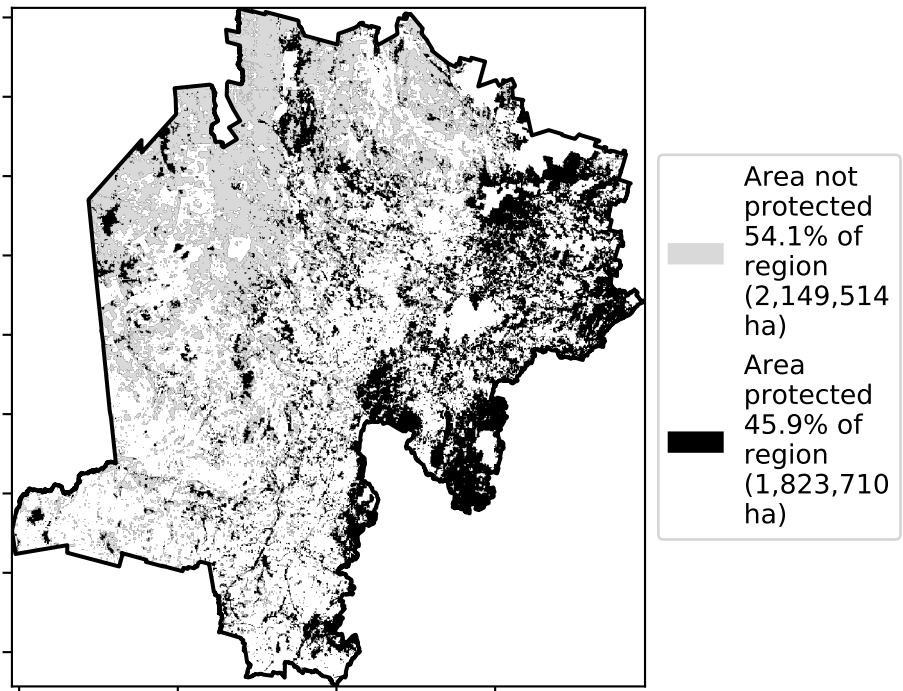 Area not
protected
54.1% of
region
(2,149,514
ha)
Area
protected
45.9% of
region
(1,823,710
ha)